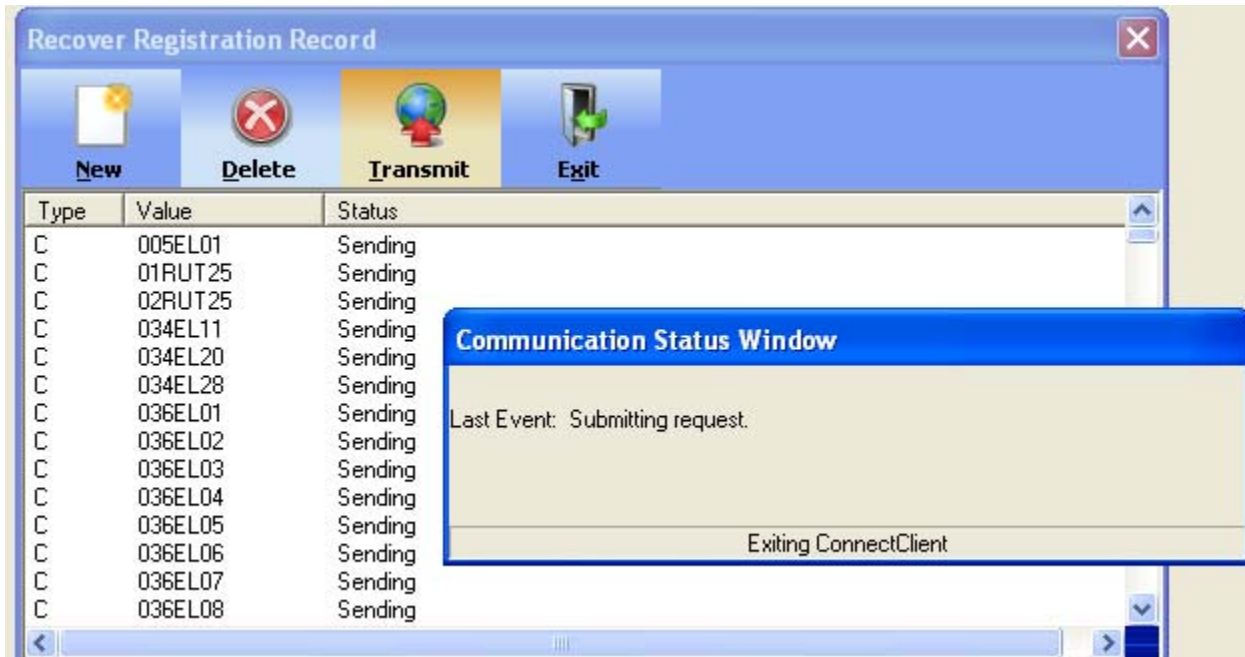 Recover Registration Record
New Delete Transmit Exit
Type Value Status
C 005EL01 Sending
C 01RUT25 Sending
C 02RUT25 Sending
C 034EL11 Sending
C 034EL20 Sending
C 034EL28 Sending
C 036EL01 Sending
C 036EL02 Sending
C 036EL03 Sending
C 036EL04 Sending
C 036EL05 Sending
C 036EL06 Sending
C 036EL07 Sending
C 036EL08 Sending
Communication Status Window
Last Event: Submitting request.
Exiting ConnectClient